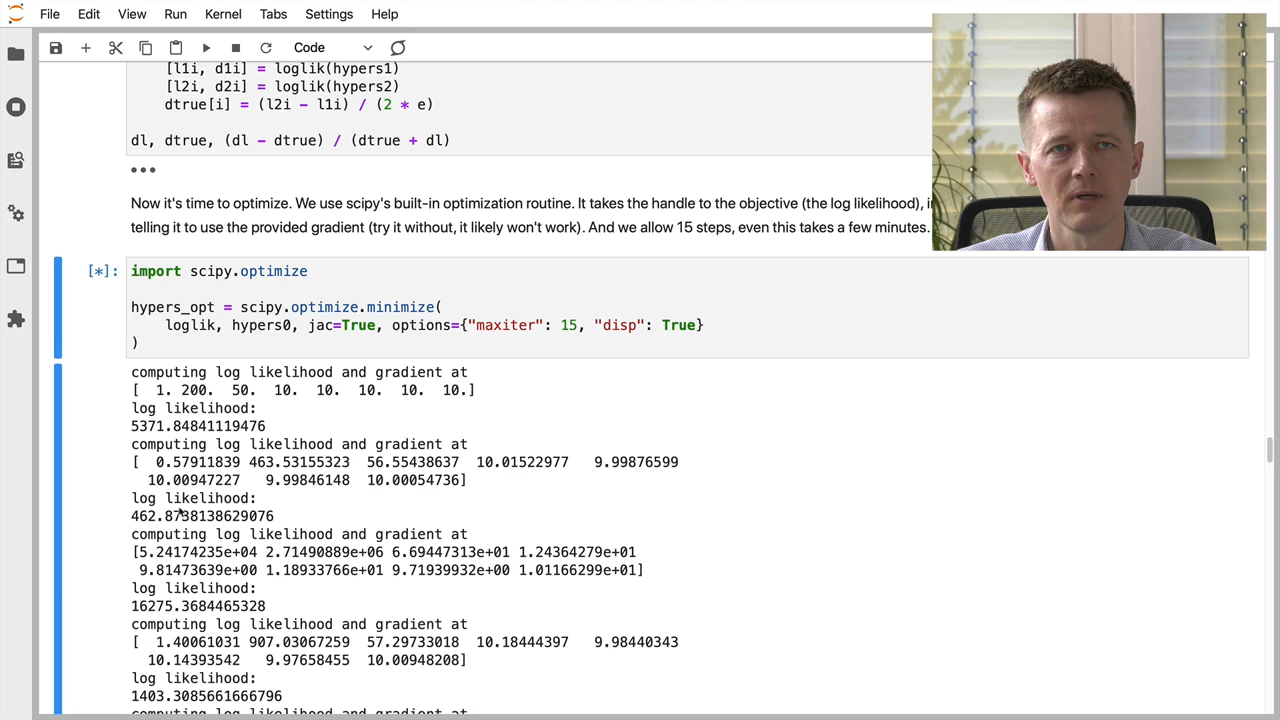 File Edit View Run Kernel Tabs Settings Help
Code
[l1i, d1i] = loglik(hypers1)
[l2i, d2i] = loglik(hypers2)
dtrue[i] = (l2i - l1i) / (2 * e)
dl, dtrue, (dl - dtrue) / (dtrue + dl)
•••
Now it's time to optimize. We use scipy's built-in optimization routine. It takes the handle to the objective (the log likelihood),
telling it to use the provided gradient (try it without, it likely won't work). And we allow 15 steps, even this takes a few minutes.
[*]: import scipy.optimize
hypers_opt = scipy.optimize.minimize(
loglik, hypers0, jac=True, options={"maxiter": 15, "disp": True}
)
computing log likelihood and gradient at
[  1. 200.  50.  10.  10.  10.  10.  10.]
log likelihood:
5371.84841119476
computing log likelihood and gradient at
[  0.57911839 463.53155323  56.55438637  10.01522977   9.99876599
10.00947227   9.99846148  10.00054736]
log likelihood:
462.8738138629076
computing log likelihood and gradient at
[5.24174235e+04 2.71490889e+06 6.69447313e+01 1.24364279e+01
9.81473639e+00 1.18933766e+01 9.71939932e+00 1.01166299e+01]
log likelihood:
16275.3684465328
computing log likelihood and gradient at
[  1.40061031 907.03067259  57.29733018  10.18444397   9.98440343
10.14393542   9.97658455  10.00948208]
log likelihood:
1403.3085661666796